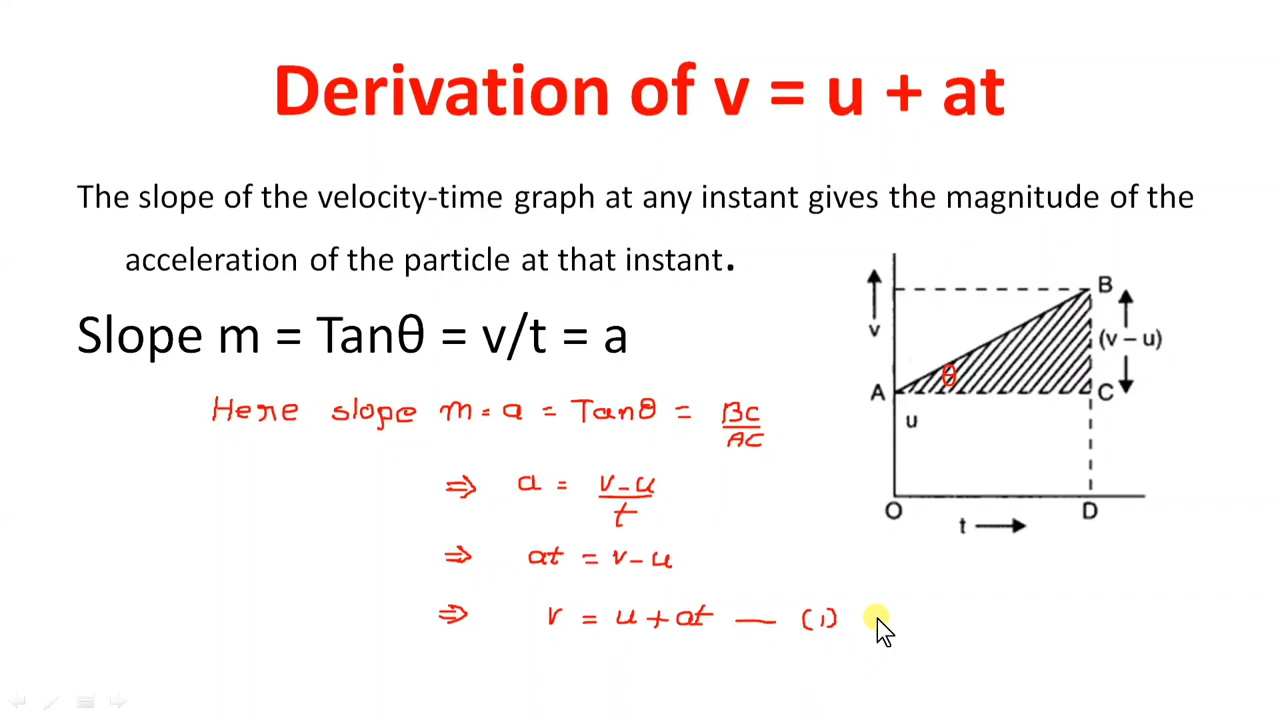 Derivation of v = u + at
The slope of the velocity-time graph at any instant gives the magnitude of the
acceleration of the particle at that instant.
Slope m = Tanθ = v/t = a
Here slope m = a = Tanθ = BC/AC
⇒ a = v-u/t
⇒ at = v-u
⇒ v = u + at — (1)
B
v
(v – u)
θ
A
C
u
O
D
t